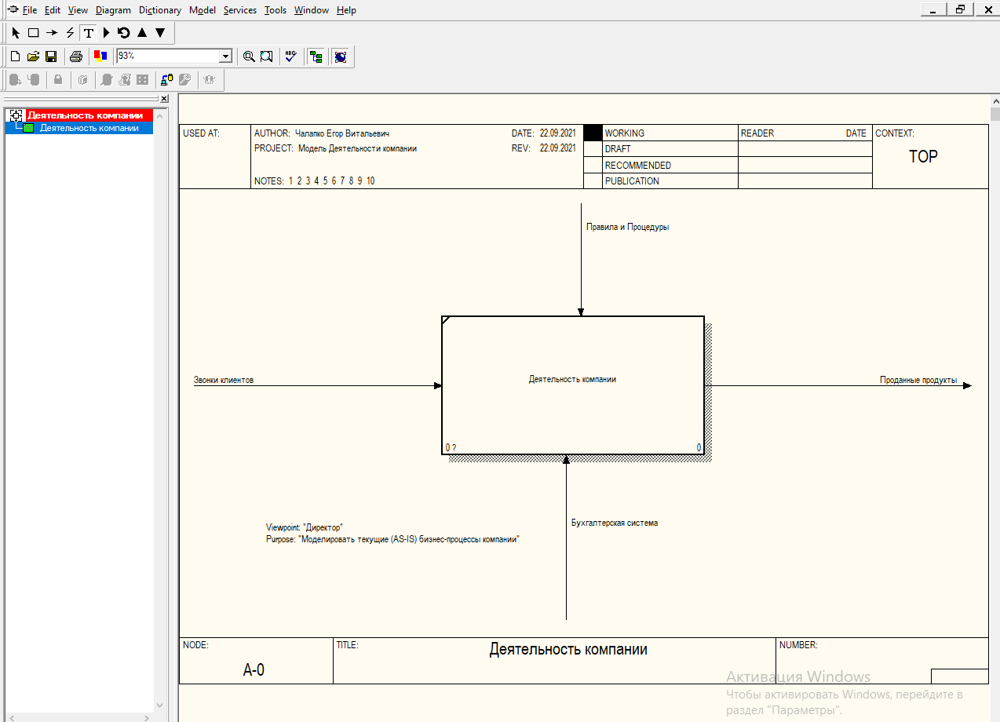 File Edit View Diagram Dictionary Model Services Tools Window Help
T
93%
ABC
Деятельность компании
Деятельность компании
USED AT:
AUTHOR: Чалапко Егор Витальевич
DATE: 22.09.2021
WORKING
READER
DATE
CONTEXT:
PROJECT: Модель Деятельности компании
REV: 22.09.2021
DRAFT
TOP
RECOMMENDED
NOTES: 1 2 3 4 5 6 7 8 9 10
PUBLICATION
Правила и Процедуры
Звонки клиентов
Деятельность компании
Проданные продукты
0 ?
0
Бухгалтерская система
Viewpoint: "Директор"
Purpose: "Моделировать текущие (AS-IS) бизнес-процессы компании"
NODE:
TITLE:
Деятельность компании
NUMBER:
A-0
Активация Windows
Чтобы активировать Windows, перейдите в
раздел "Параметры".